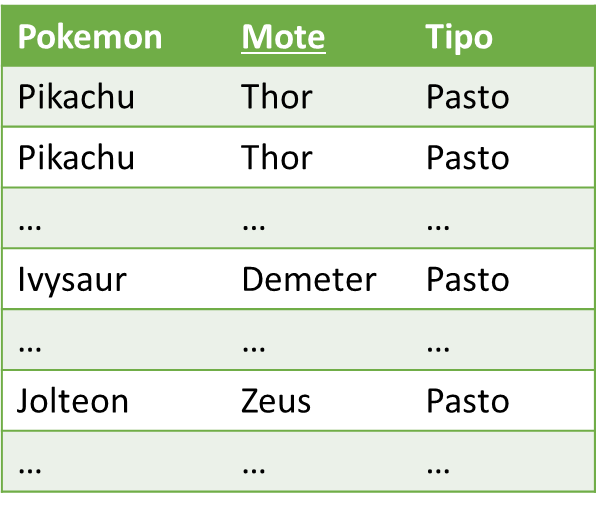 Pokemon Mote Tipo
Pikachu Thor Pasto
Pikachu Thor Pasto
... ... ...
Ivysaur Demeter Pasto
... ... ...
Jolteon Zeus Pasto
... ... ...